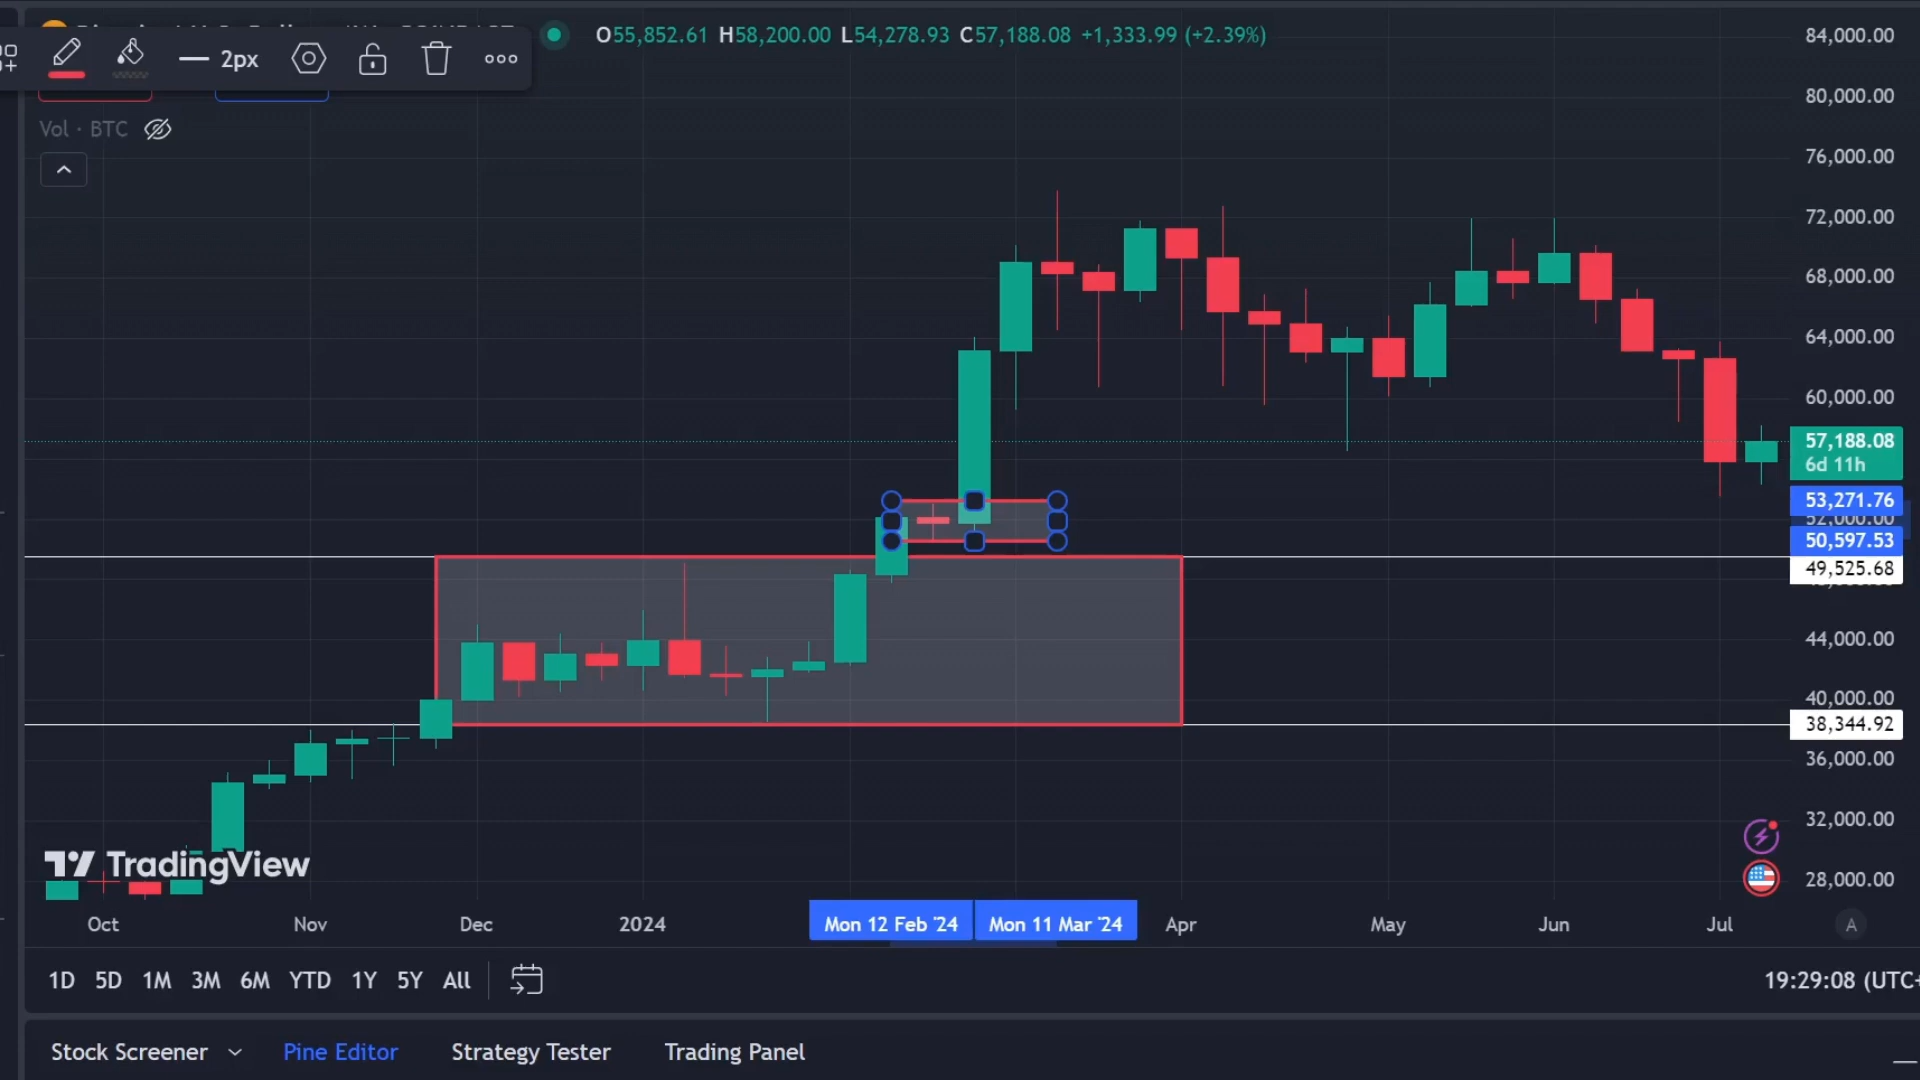 O55,852.61 H58,200.00 L54,278.93 C57,188.08 +1,333.99 (+2.39%)
2px
Vol · BTC
84,000.00
80,000.00
76,000.00
72,000.00
68,000.00
64,000.00
60,000.00
57,188.08
6d 11h
53,271.76
52,000.00
50,597.53
49,525.68
44,000.00
40,000.00
38,344.92
36,000.00
32,000.00
28,000.00
TradingView
Oct Nov Dec 2024 Mon 12 Feb '24 Mon 11 Mar '24 Apr May Jun Jul A
1D 5D 1M 3M 6M YTD 1Y 5Y All 19:29:08 (UTC+
Stock Screener Pine Editor Strategy Tester Trading Panel